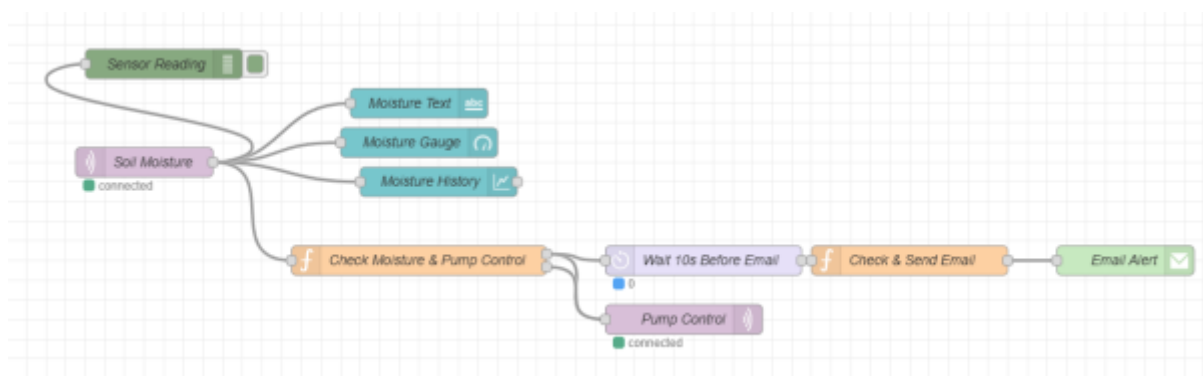 Sensor Reading
Moisture Text
abc
Moisture Gauge
Soil Moisture
connected
Moisture History
Check Moisture & Pump Control
Wait 10s Before Email
0
Check & Send Email
Email Alert
Pump Control
connected